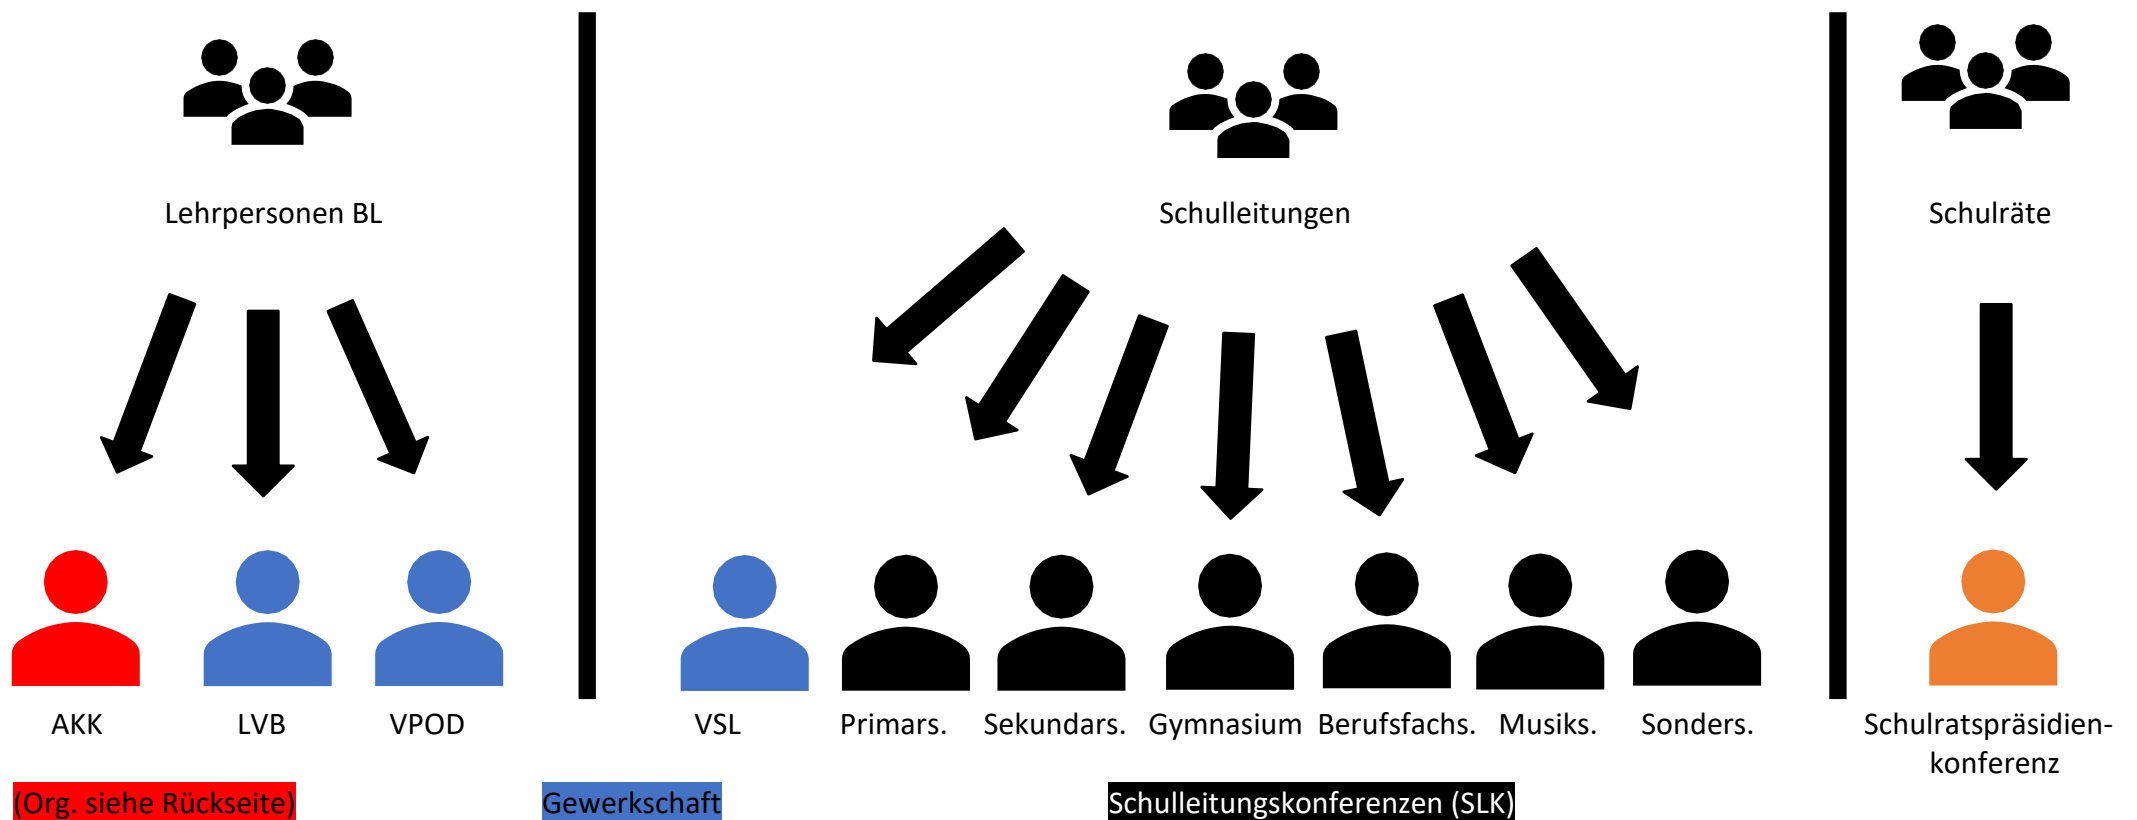 Lehrpersonen BL
Schulleitungen
Schulräte
AKK
LVB
VPOD
VSL
Primars.
Sekundars.
Gymnasium
Berufsfachs.
Musiks.
Sonders.
Schulratspräsidien-
konferenz
(Org. siehe Rückseite)
Gewerkschaft
Schulleitungskonferenzen (SLK)